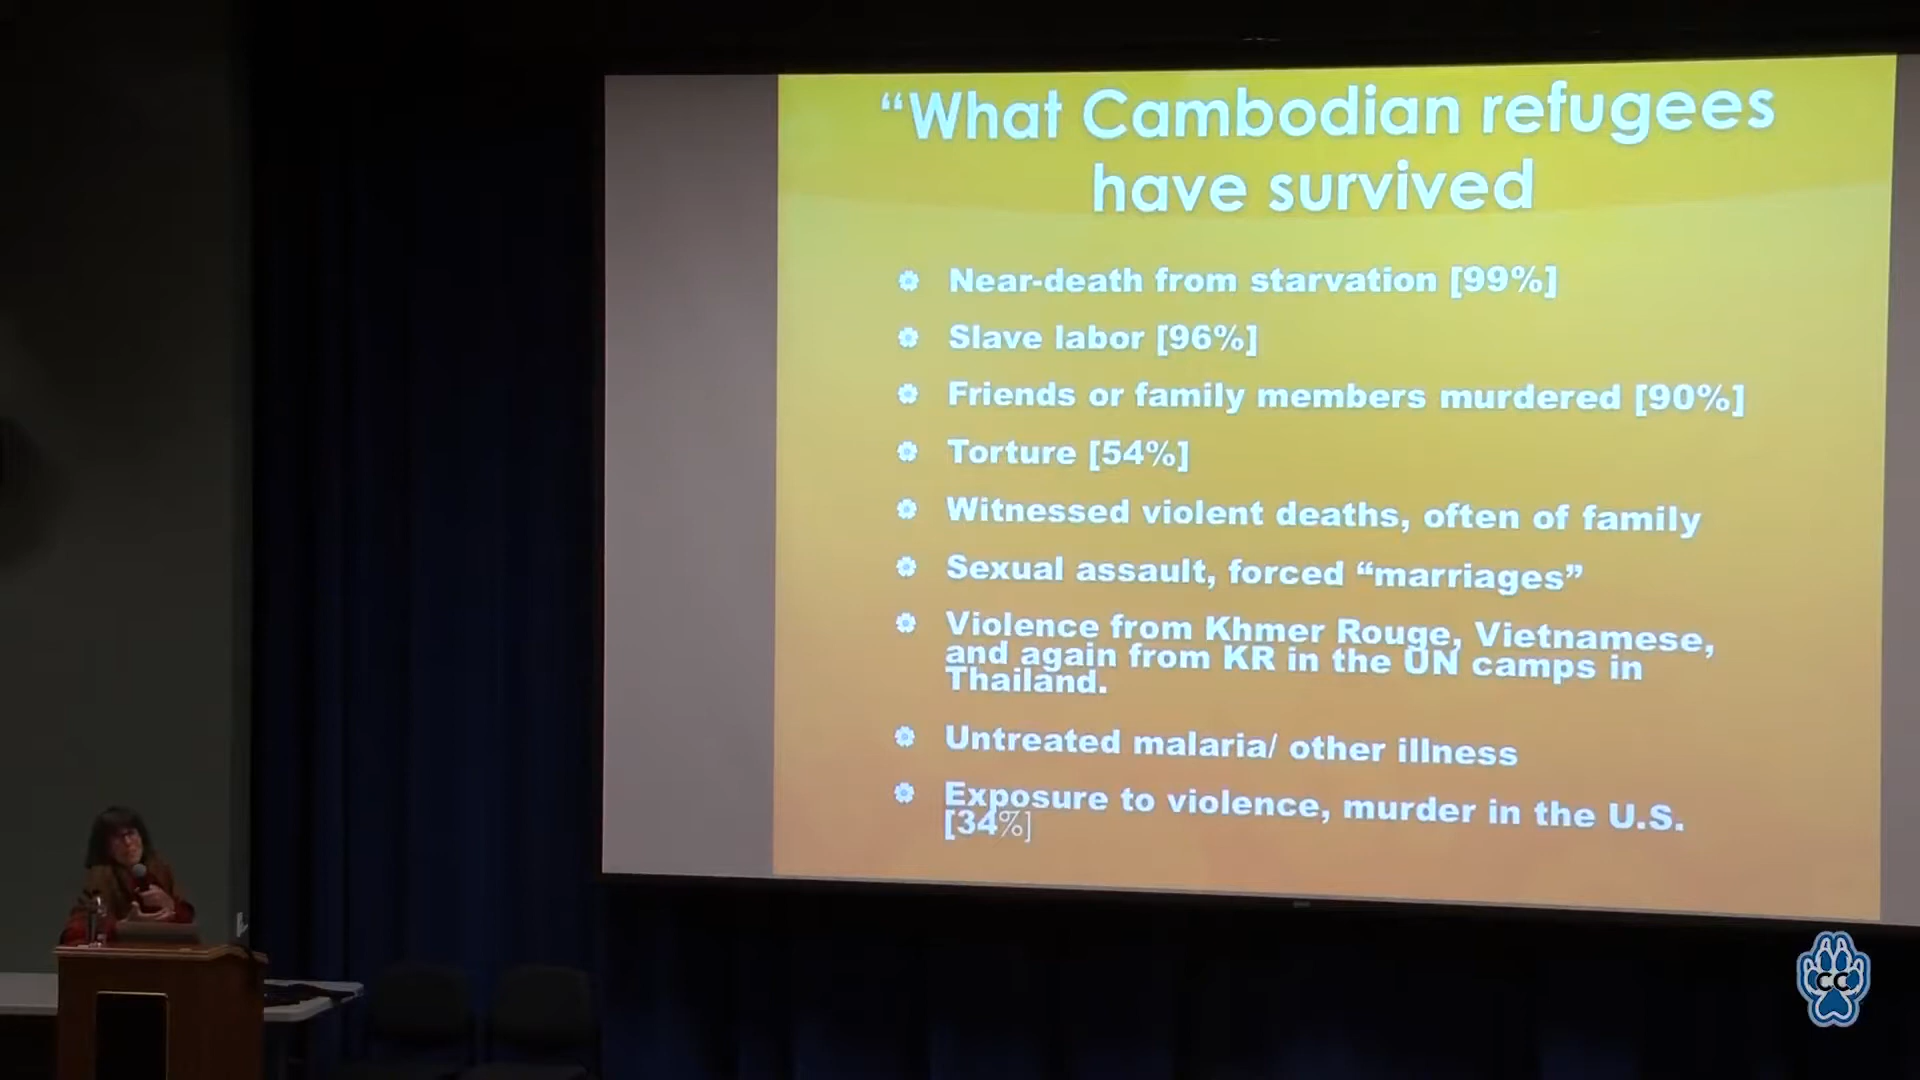 “What Cambodian refugees
have survived
Near-death from starvation [99%]
Slave labor [96%]
Friends or family members murdered [90%]
Torture [54%]
Witnessed violent deaths, often of family
Sexual assault, forced “marriages”
Violence from Khmer Rouge, Vietnamese,
and again from KR in the UN camps in
Thailand.
Untreated malaria/ other illness
Exposure to violence, murder in the U.S.
[34%]
CC